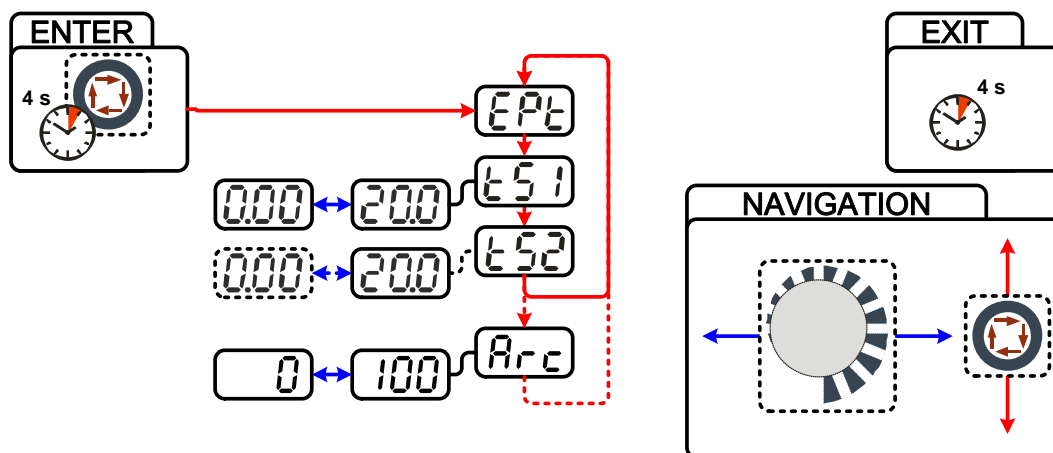 ENTER
EXIT
4 s
4 s
EPt
tS1
0.00 20.0
tS2
0.00 20.0
NAVIGATION
Arc
0 100